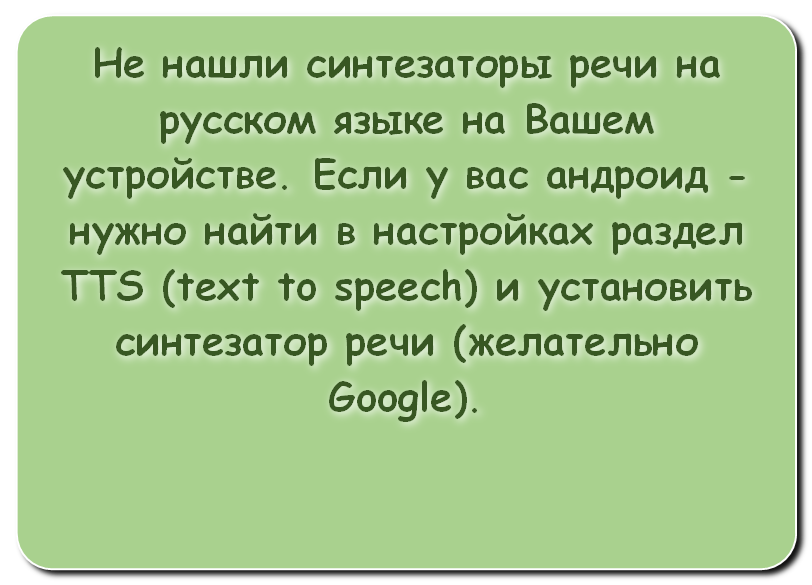 Не нашли синтезаторы речи на
русском языке на Вашем
устройстве. Если у вас андроид -
нужно найти в настройках раздел
TTS (text to speech) и установить
синтезатор речи (желательно
Google).